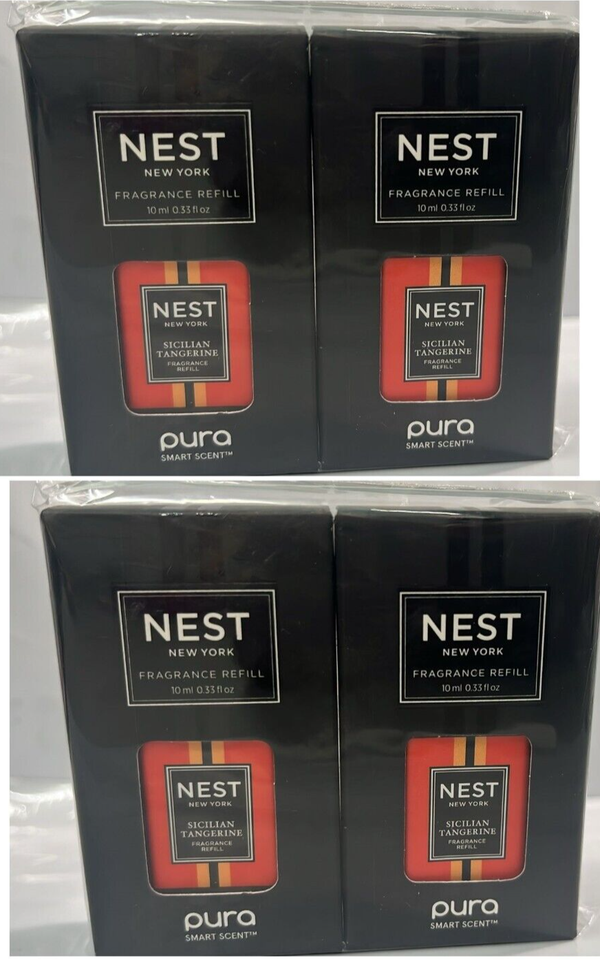 NEST
NEW YORK
FRAGRANCE REFILL
10 ml 0.33 fl oz
NEST
NEW YORK
SICILIAN
TANGERINE
FRAGRANCE
REFILL
pura
SMART SCENT™
NEST
NEW YORK
FRAGRANCE REFILL
10 ml 0.33 fl oz
NEST
NEW YORK
SICILIAN
TANGERINE
FRAGRANCE
REFILL
pura
SMART SCENT™
NEST
NEW YORK
FRAGRANCE REFILL
10 ml 0.33 fl oz
NEST
NEW YORK
SICILIAN
TANGERINE
FRAGRANCE
REFILL
pura
SMART SCENT™
NEST
NEW YORK
FRAGRANCE REFILL
10 ml 0.33 fl oz
NEST
NEW YORK
SICILIAN
TANGERINE
FRAGRANCE
REFILL
pura
SMART SCENT™